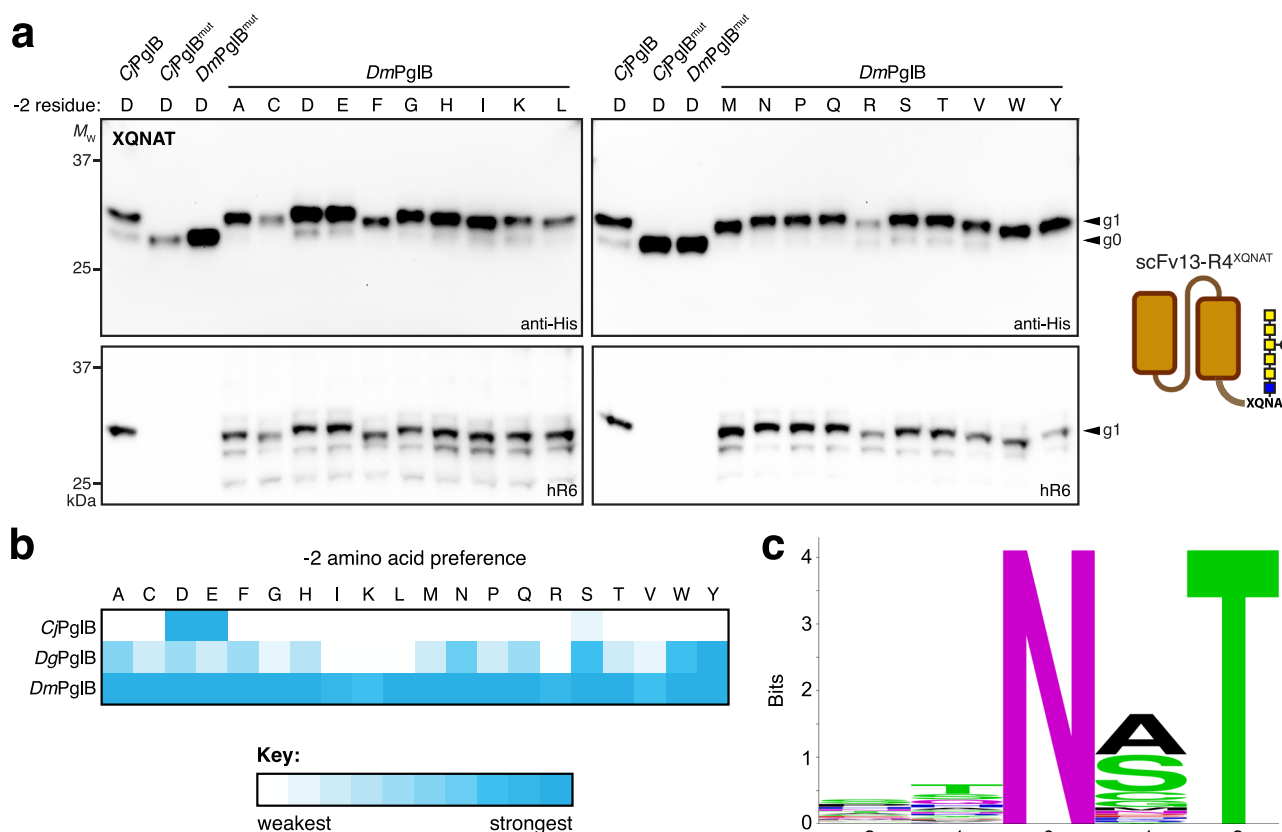 a
CjPglB CjPglBmut DmPglBmut DmPglB CjPglB CjPglBmut DmPglBmut DmPglB
-2 residue: D D D A C D E F G H I K L D D D M N P Q R S T V W Y
Mw
XQNAT
37
25
g1
g0
anti-His
anti-His
scFv13-R4XQNAT
37
25
kDa
g1
hR6
hR6
b
-2 amino acid preference
A C D E F G H I K L M N P Q R S T V W Y
CjPglB
DgPglB
DmPglB
Key:
weakest strongest
c
Bits
4
3
2
1
0
T N A S G T